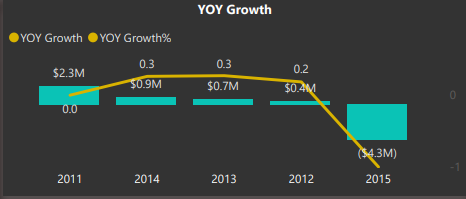 YOY Growth
YOY Growth YOY Growth%
$2.3M 0.3 0.3 0.2
$0.9M $0.7M $0.4M 0
0.0
($4.3M)
-1
2011 2014 2013 2012 2015